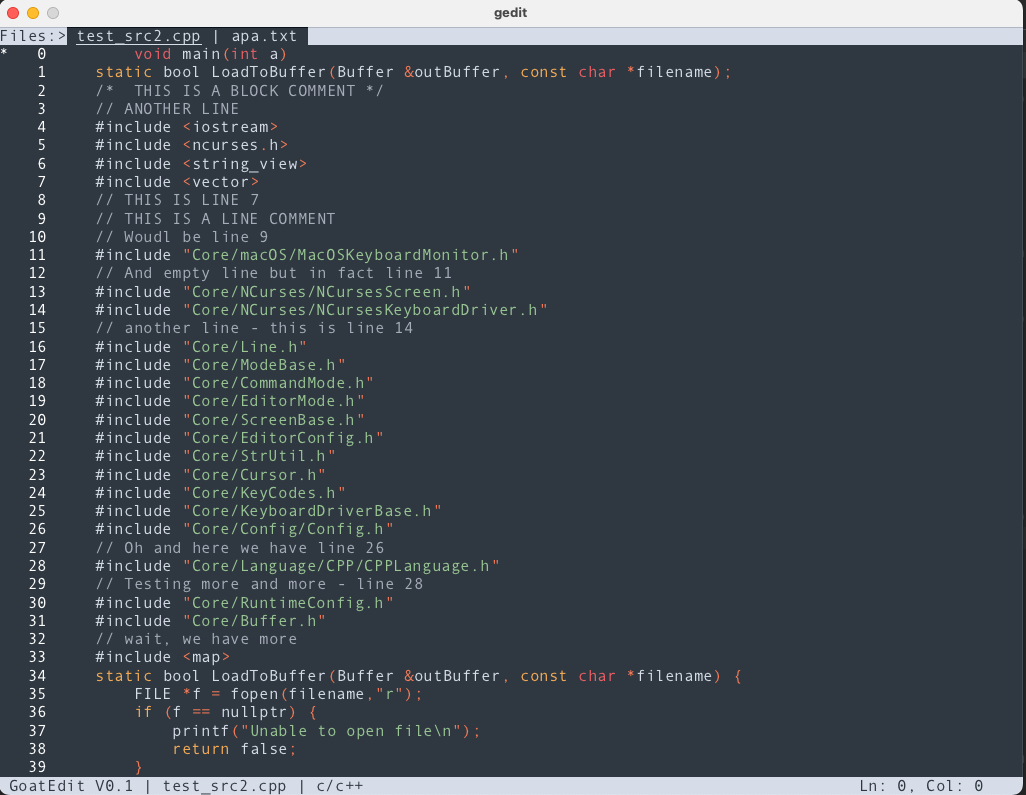 gedit
Files:> test_src2.cpp | apa.txt
* 0 void main(int a)
1 static bool LoadToBuffer(Buffer &outBuffer, const char *filename);
2 /*  THIS IS A BLOCK COMMENT */
3 // ANOTHER LINE
4 #include <iostream>
5 #include <ncurses.h>
6 #include <string_view>
7 #include <vector>
8 // THIS IS LINE 7
9 // THIS IS A LINE COMMENT
10 // Woudl be line 9
11 #include "Core/macOS/MacOSKeyboardMonitor.h"
12 // And empty line but in fact line 11
13 #include "Core/NCurses/NCursesScreen.h"
14 #include "Core/NCurses/NCursesKeyboardDriver.h"
15 // another line - this is line 14
16 #include "Core/Line.h"
17 #include "Core/ModeBase.h"
18 #include "Core/CommandMode.h"
19 #include "Core/EditorMode.h"
20 #include "Core/ScreenBase.h"
21 #include "Core/EditorConfig.h"
22 #include "Core/StrUtil.h"
23 #include "Core/Cursor.h"
24 #include "Core/KeyCodes.h"
25 #include "Core/KeyboardDriverBase.h"
26 #include "Core/Config/Config.h"
27 // Oh and here we have line 26
28 #include "Core/Language/CPP/CPPLanguage.h"
29 // Testing more and more - line 28
30 #include "Core/RuntimeConfig.h"
31 #include "Core/Buffer.h"
32 // wait, we have more
33 #include <map>
34 static bool LoadToBuffer(Buffer &outBuffer, const char *filename) {
35 FILE *f = fopen(filename,"r");
36 if (f == nullptr) {
37 printf("Unable to open file\n");
38 return false;
39 }
GoatEdit V0.1 | test_src2.cpp | c/c++ Ln: 0, Col: 0